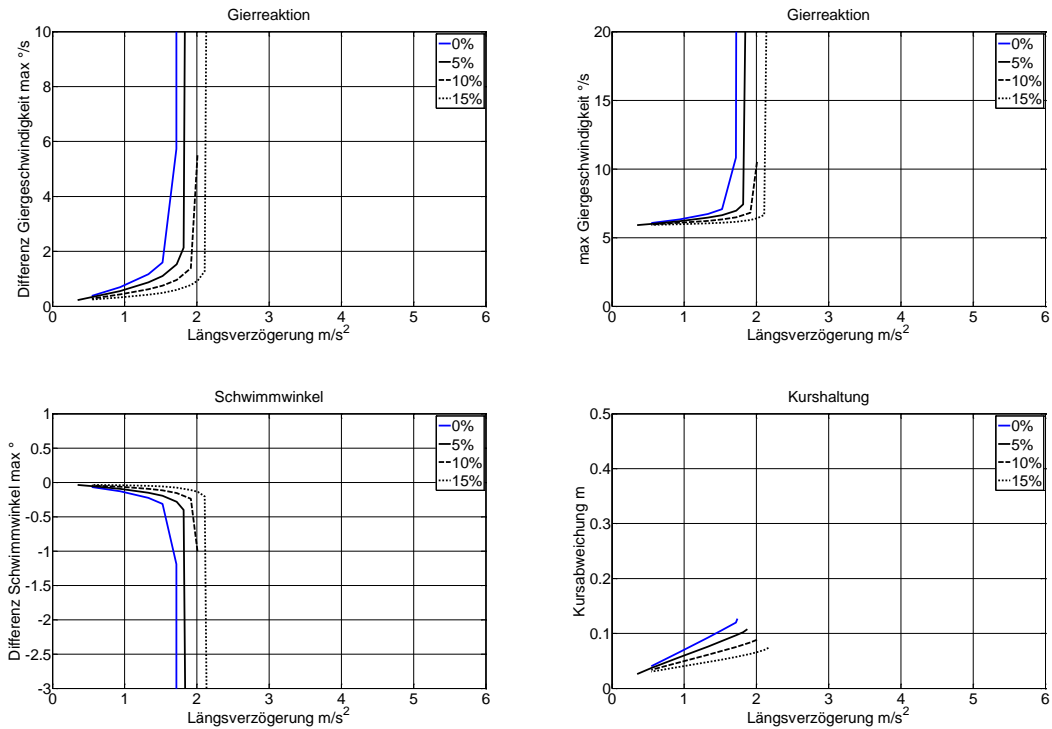 Gierreaktion
Differenz Giergeschwindigkeit max °/s
10
8
6
4
2
0
0 1 2 3 4 5 6
Längsverzögerung m/s²
0%
5%
10%
15%
Gierreaktion
max Giergeschwindigkeit °/s
20
15
10
5
0
0 1 2 3 4 5 6
Längsverzögerung m/s²
0%
5%
10%
15%
Schwimmwinkel
Differenz Schwimmwinkel max °
1
0.5
0
-0.5
-1
-1.5
-2
-2.5
-3
0 1 2 3 4 5 6
Längsverzögerung m/s²
0%
5%
10%
15%
Kurshaltung
Kursabweichung m
0.5
0.4
0.3
0.2
0.1
0
0 1 2 3 4 5 6
Längsverzögerung m/s²
0%
5%
10%
15%